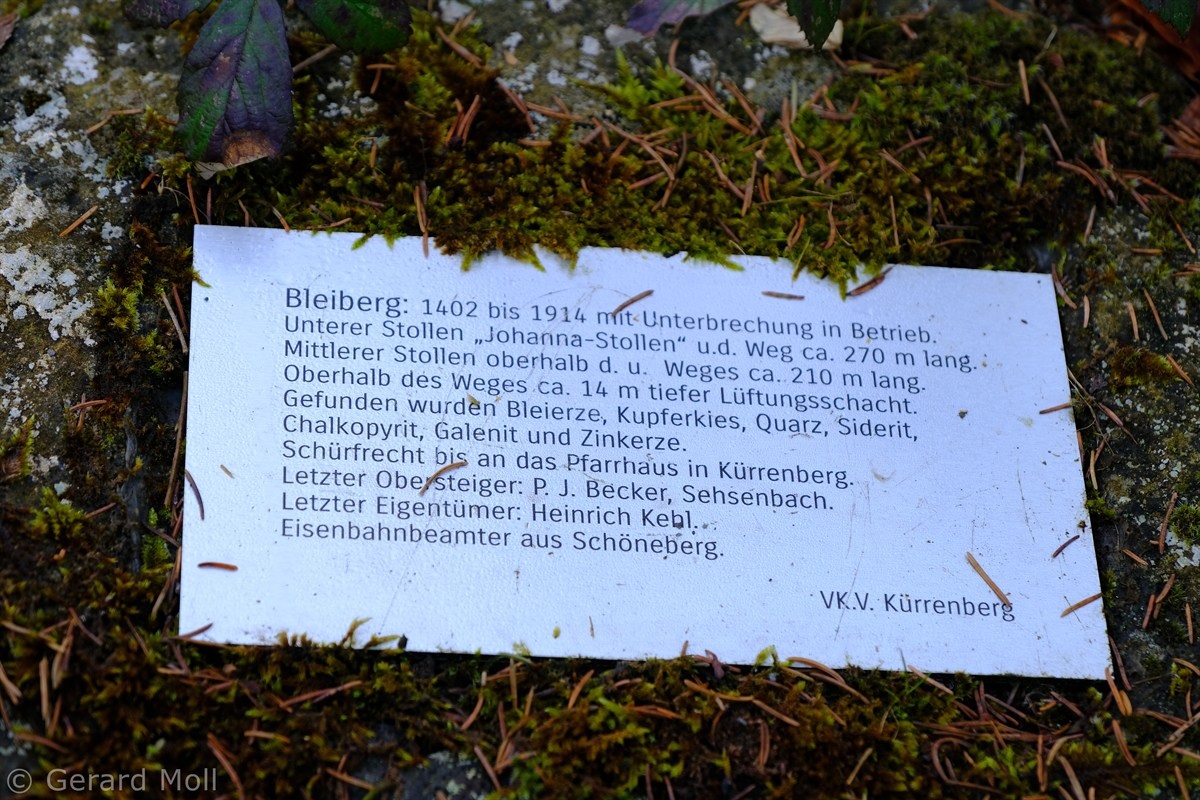 Bleiberg: 1402 bis 1914 mit Unterbrechung in Betrieb.
Unterer Stollen „Johanna-Stollen“ u.d. Weg ca. 270 m lang.
Mittlerer Stollen oberhalb d. u. Weges ca. 210 m lang.
Oberhalb des Weges ca. 14 m tiefer Lüftungsschacht.
Gefunden wurden Bleierze, Kupferkies, Quarz, Siderit,
Chalkopyrit, Galenit und Zinkerze.
Schürfrecht bis an das Pfarrhaus in Kürrenberg.
Letzter Obersteiger: P. J. Becker, Sehsenbach.
Letzter Eigentümer: Heinrich Kehl.
Eisenbahnbeamter aus Schöneberg.
VK.V. Kürrenberg
© Gerard Moll